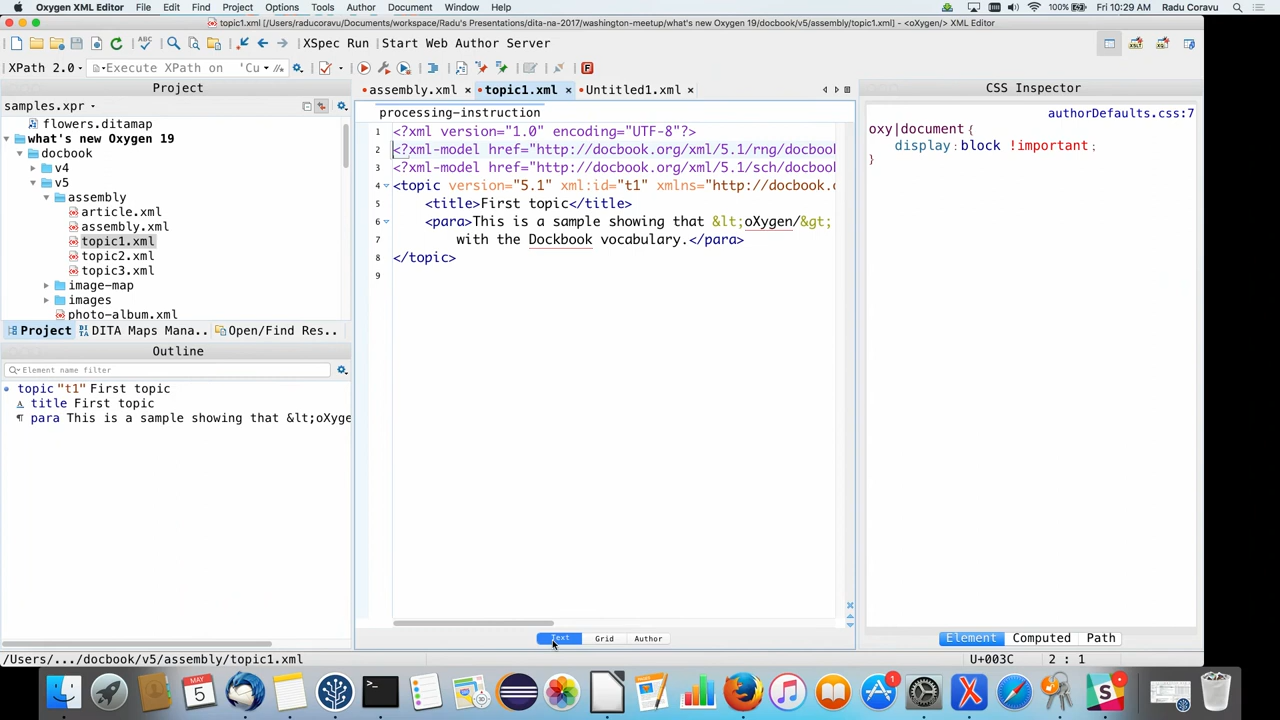 Oxygen XML Editor File Edit Find Project Options Tools Author Document Window Help 100% Fri 10:29 AM Radu Coravu
topic1.xml [/Users/raducoravu/Documents/workspace/Radu's Presentations/dita-na-2017/washington-meetup/what's new Oxygen 19/docbook/v5/assembly/topic1.xml] - <oXygen/> XML Editor
XSpec Run Start Web Author Server
XPath 2.0 Execute XPath on 'Cu
Project
samples.xpr
flowers.ditamap
what's new Oxygen 19
docbook
v4
v5
assembly
article.xml
assembly.xml
topic1.xml
topic2.xml
topic3.xml
image-map
images
photo-album.xml
Project DITA Maps Mana.. Open/Find Res..
Outline
Element name filter
topic "t1" First topic
title First topic
para This is a sample showing that &lt;oXyge
assembly.xml topic1.xml Untitled1.xml
processing-instruction
1 <?xml version="1.0" encoding="UTF-8"?>
2 <?xml-model href="http://docbook.org/xml/5.1/rng/docbook
3 <?xml-model href="http://docbook.org/xml/5.1/sch/docbook
4 <topic version="5.1" xml:id="t1" xmlns="http://docbook.o
5 <title>First topic</title>
6 <para>This is a sample showing that &lt;oXygen/&gt;
7 with the Dockbook vocabulary.</para>
8 </topic>
9
Text Grid Author
CSS Inspector
authorDefaults.css:7
oxy|document {
display:block !important;
}
Element Computed Path
/Users/.../docbook/v5/assembly/topic1.xml U+003C 2 : 1
MAY
5